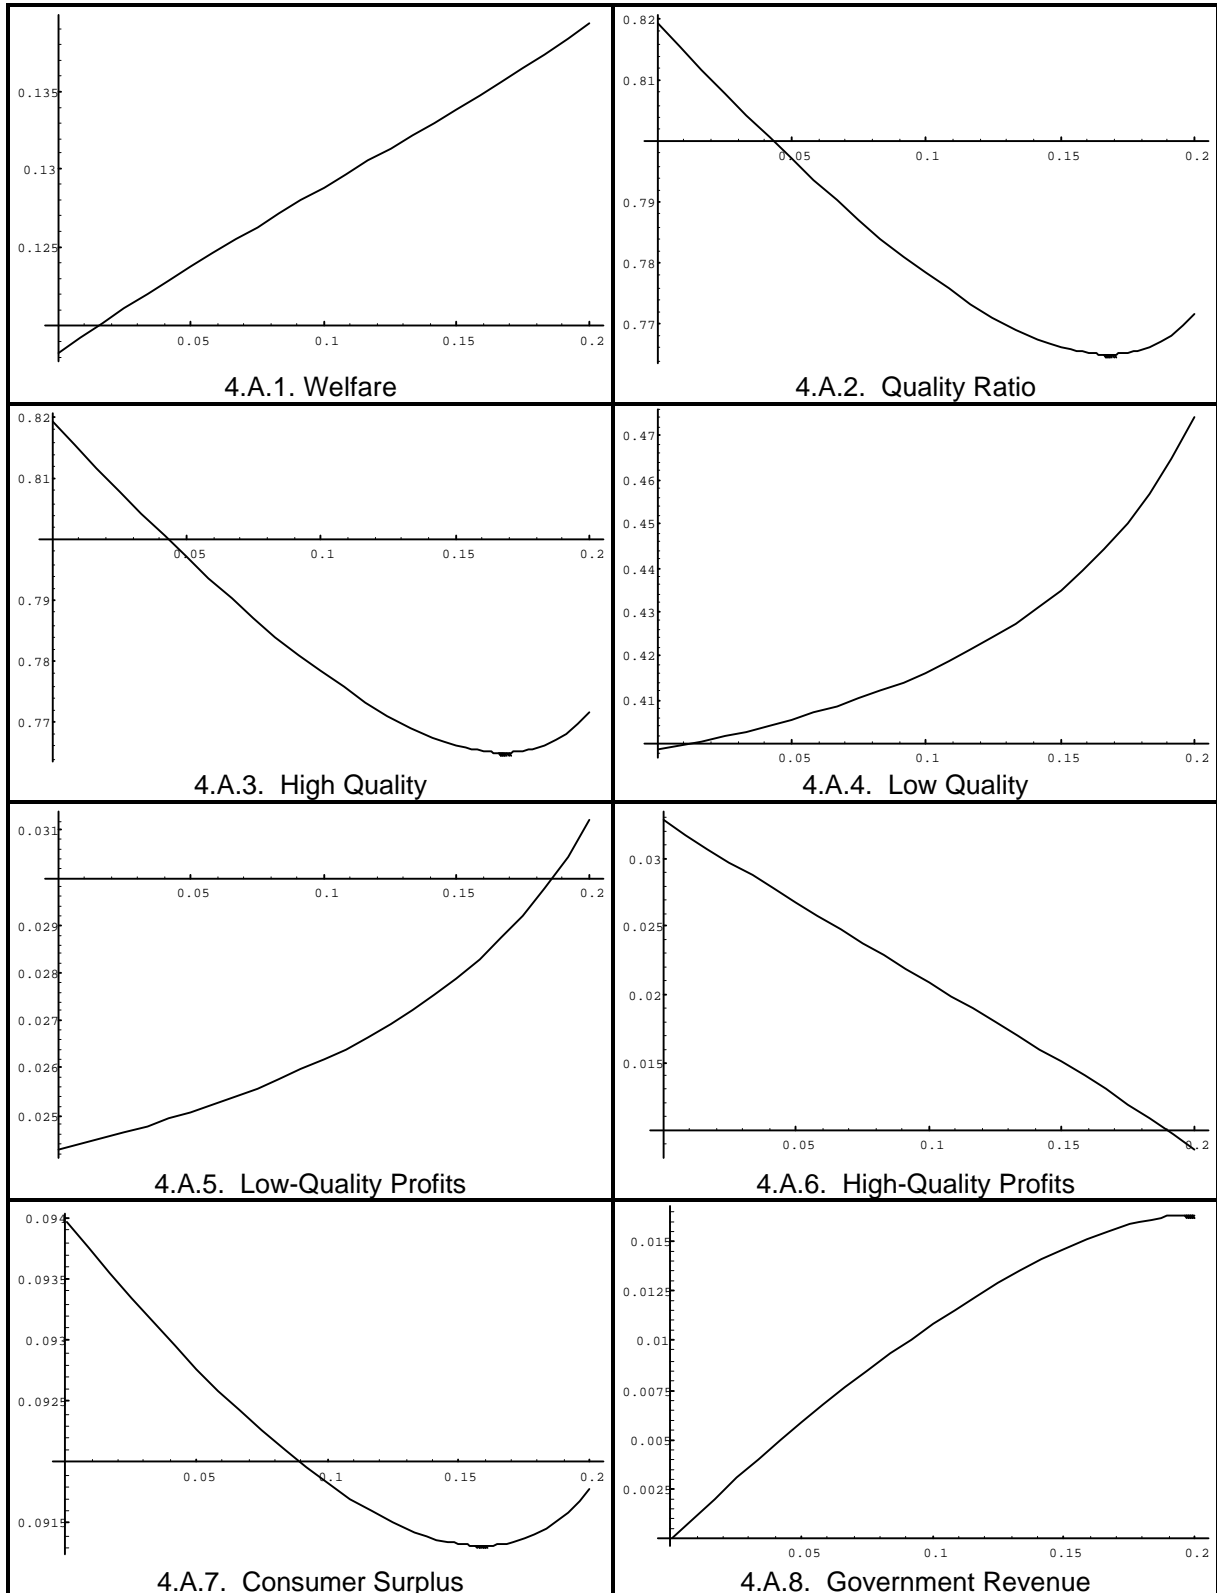 0.135
0.13
0.125
0.05 0.1 0.15 0.2
4.A.1. Welfare
0.82
0.81
0.05 0.1 0.15 0.2
0.79
0.78
0.77
4.A.2. Quality Ratio
0.82
0.81
0.05 0.1 0.15 0.2
0.79
0.78
0.77
4.A.3. High Quality
0.47
0.46
0.45
0.44
0.43
0.42
0.41
0.05 0.1 0.15 0.2
4.A.4. Low Quality
0.031
0.05 0.1 0.15 0.2
0.029
0.028
0.027
0.026
0.025
4.A.5. Low-Quality Profits
0.03
0.025
0.02
0.015
0.05 0.1 0.15 0.2
4.A.6. High-Quality Profits
0.094
0.0935
0.093
0.0925
0.05 0.1 0.15 0.2
0.0915
4.A.7. Consumer Surplus
0.015
0.0125
0.01
0.0075
0.005
0.0025
0.05 0.1 0.15 0.2
4.A.8. Government Revenue